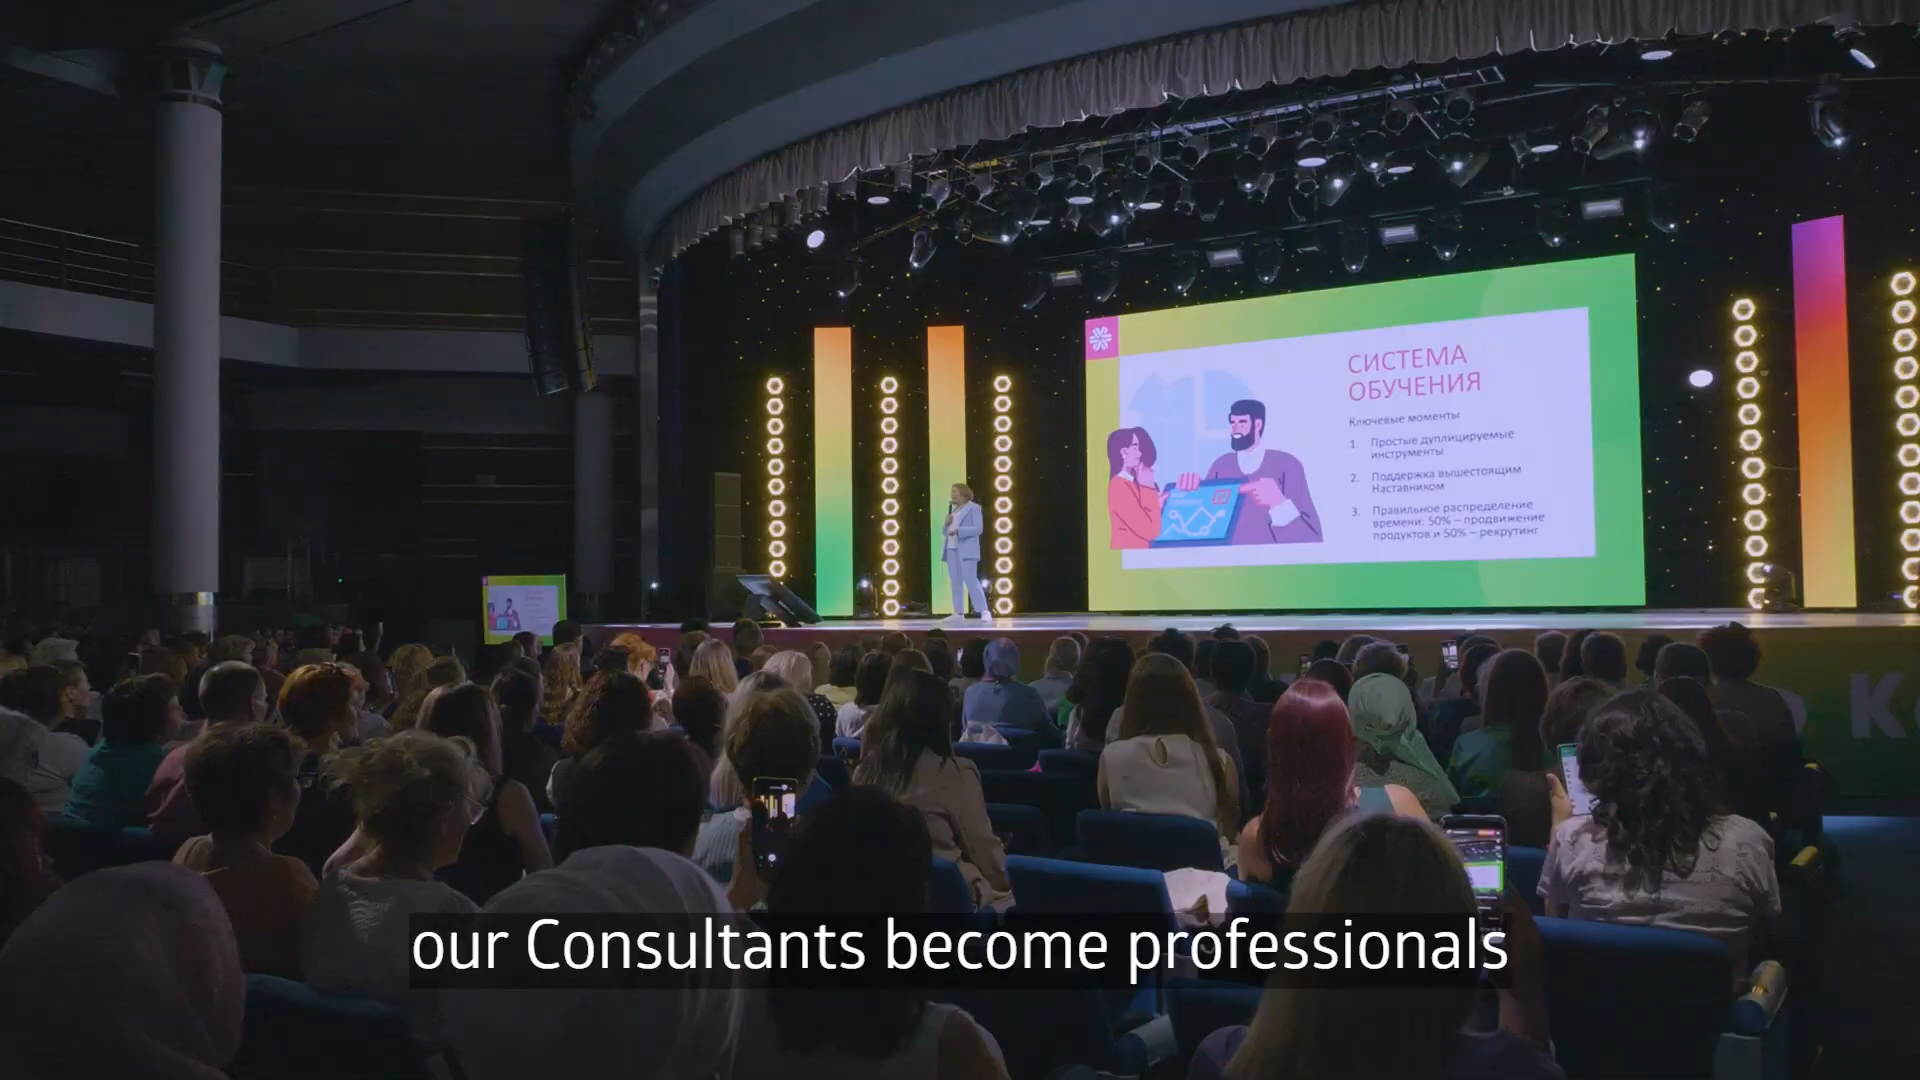 СИСТЕМА
ОБУЧЕНИЯ
Ключевые моменты
1. Простые дуплицируемые
инструменты
2. Поддержка вышестоящим
Наставником
3. Правильное распределение
времени: 50% – продвижение
продуктов и 50% – рекрутинг
our Consultants become professionals